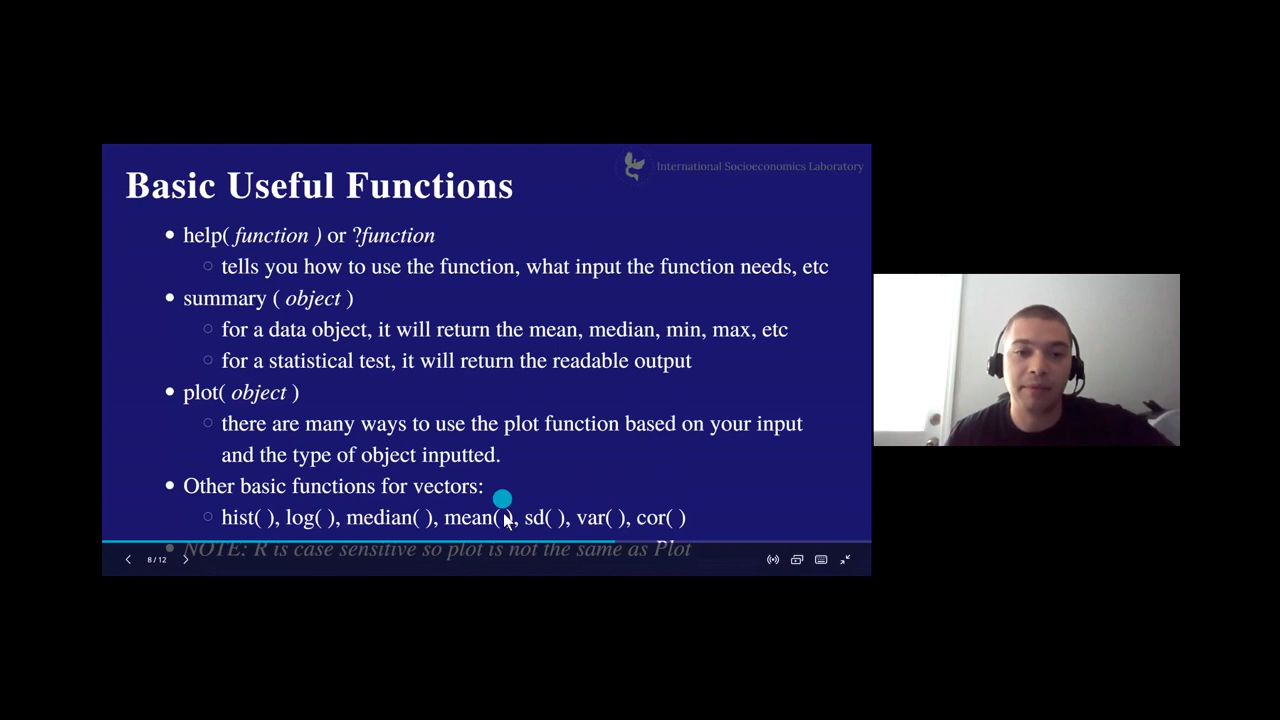 International Socioeconomics Laboratory
Basic Useful Functions
• help( function ) or ?function
○ tells you how to use the function, what input the function needs, etc
• summary ( object )
○ for a data object, it will return the mean, median, min, max, etc
○ for a statistical test, it will return the readable output
• plot( object )
○ there are many ways to use the plot function based on your input
and the type of object inputted.
• Other basic functions for vectors:
○ hist( ), log( ), median( ), mean( ), sd( ), var( ), cor( )
• NOTE: R is case sensitive so plot is not the same as Plot
8 / 12